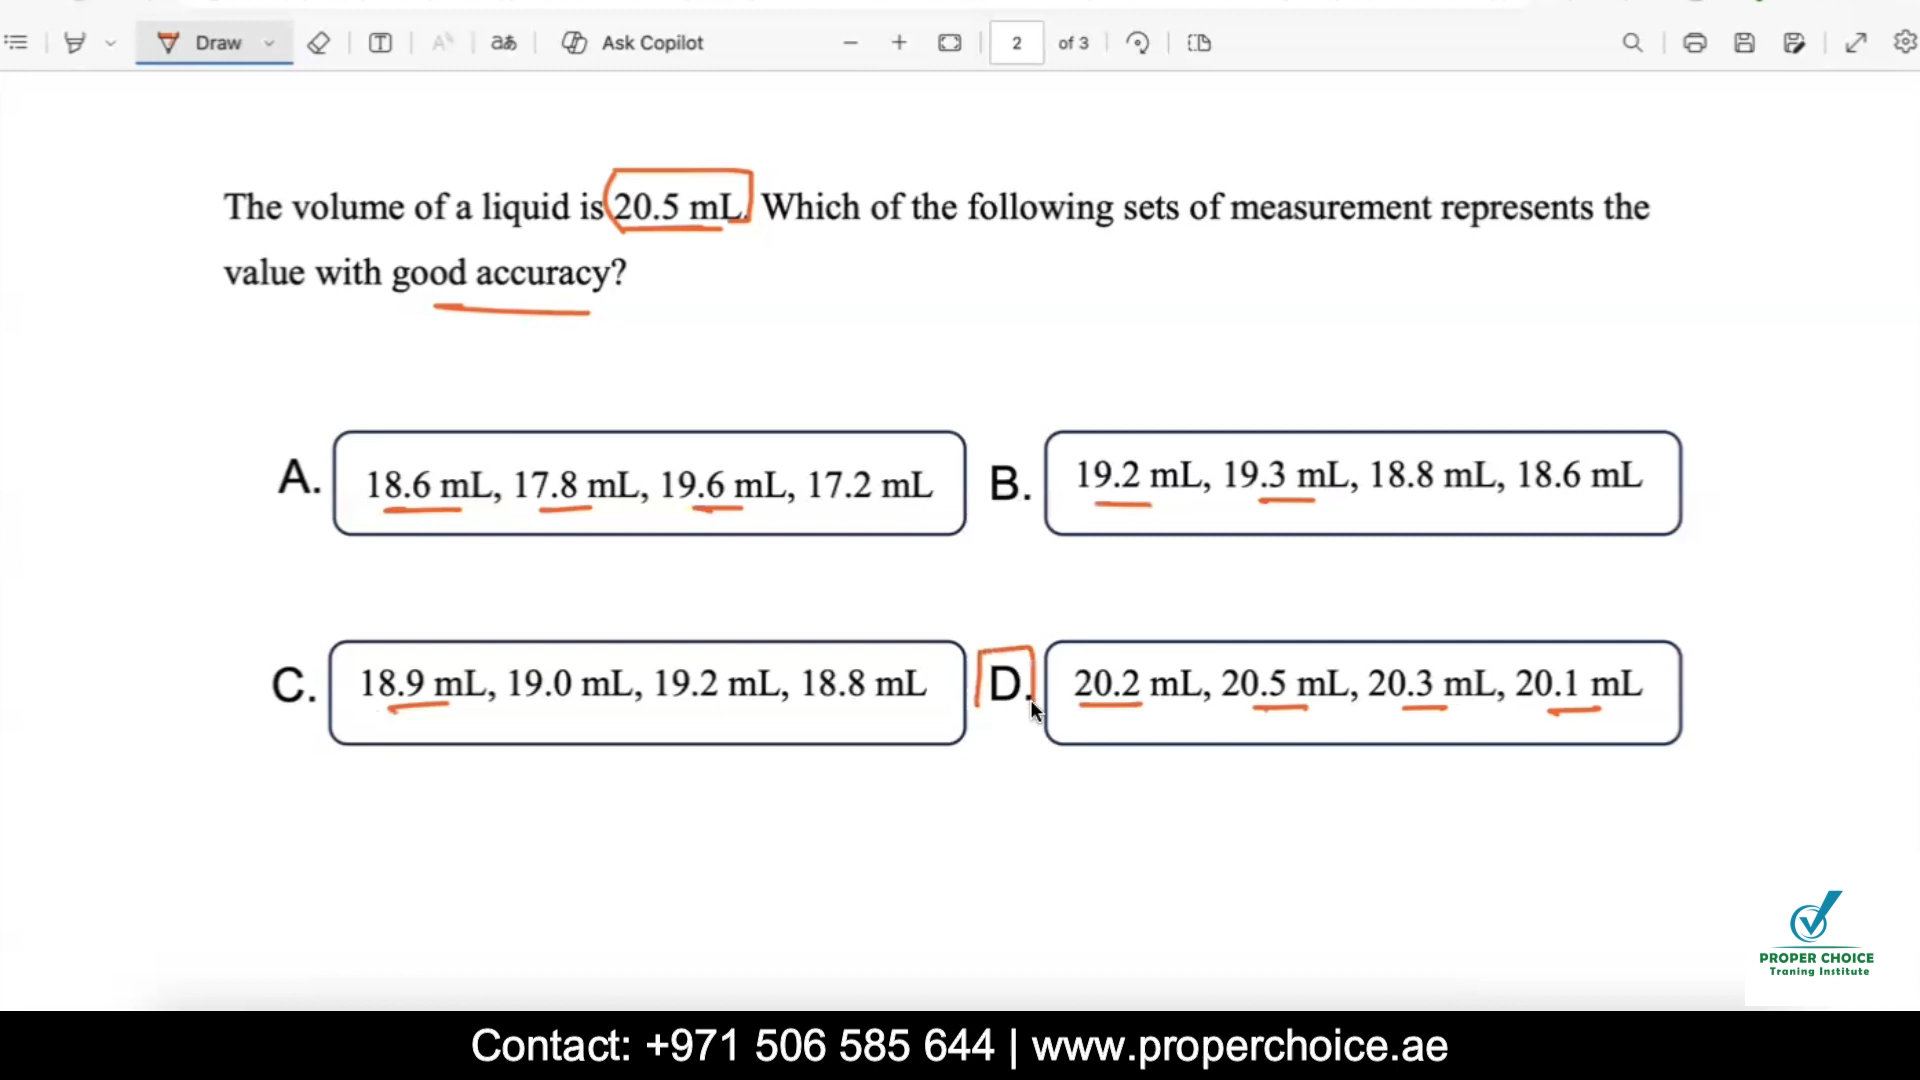 Draw
Ask Copilot
2 of 3
The volume of a liquid is 20.5 mL. Which of the following sets of measurement represents the
value with good accuracy?
A. 18.6 mL, 17.8 mL, 19.6 mL, 17.2 mL
B. 19.2 mL, 19.3 mL, 18.8 mL, 18.6 mL
C. 18.9 mL, 19.0 mL, 19.2 mL, 18.8 mL
D. 20.2 mL, 20.5 mL, 20.3 mL, 20.1 mL
PROPER CHOICE
Traning Institute
Contact: +971 506 585 644 | www.properchoice.ae